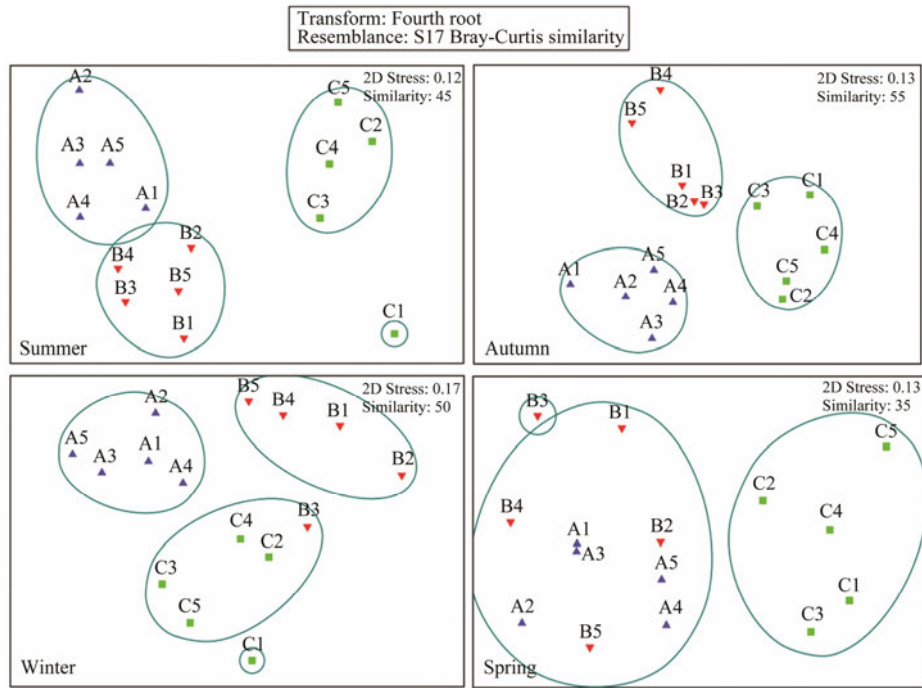 Transform: Fourth root
Resemblance: S17 Bray-Curtis similarity
2D Stress: 0.12
Similarity: 45
A2
A3 A5
A4 A1
C5
C2
C4
C3
B2
B4
B5
B3
B1
C1
Summer
2D Stress: 0.13
Similarity: 55
B4
B5
B1
B2 B3
C3 C1
C4
C5
C2
A5
A1
A2
A4
A3
Autumn
2D Stress: 0.17
Similarity: 50
A2
A5
A3 A1
A4
B5
B4 B1
B2
B3
C4
C2
C3
C5
C1
Winter
2D Stress: 0.13
Similarity: 35
B3
B1
B4
A1
A3
B2
A5
A2 A4
B5
C5
C2
C4
C1
C3
Spring